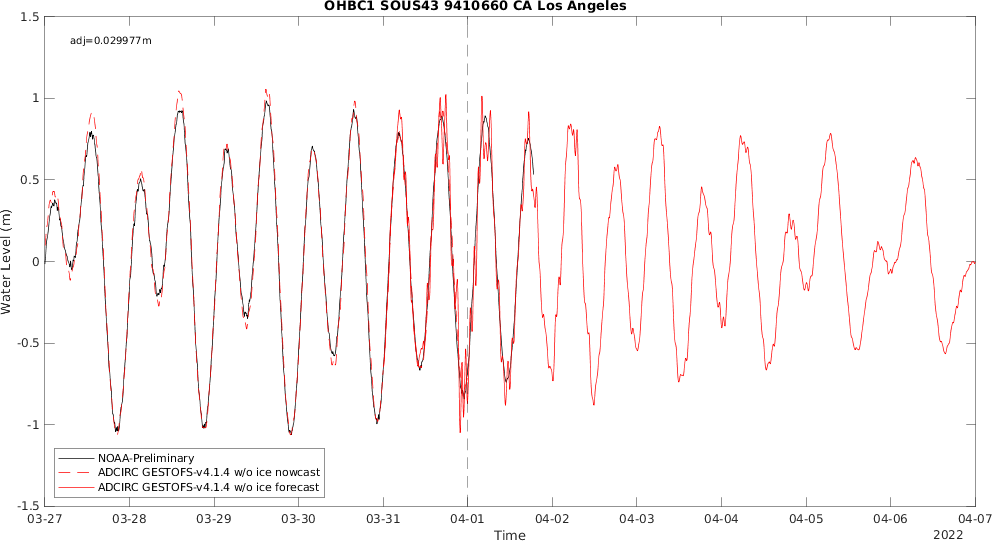 OHBC1 SOUS43 9410660 CA Los Angeles
adj=0.029977m
1.5
1
0.5
0
-0.5
-1
-1.5
Water Level (m)
NOAA-Preliminary
ADCIRC GESTOFS-v4.1.4 w/o ice nowcast
ADCIRC GESTOFS-v4.1.4 w/o ice forecast
03-27 03-28 03-29 03-30 03-31 04-01 04-02 04-03 04-04 04-05 04-06 04-07
Time
2022